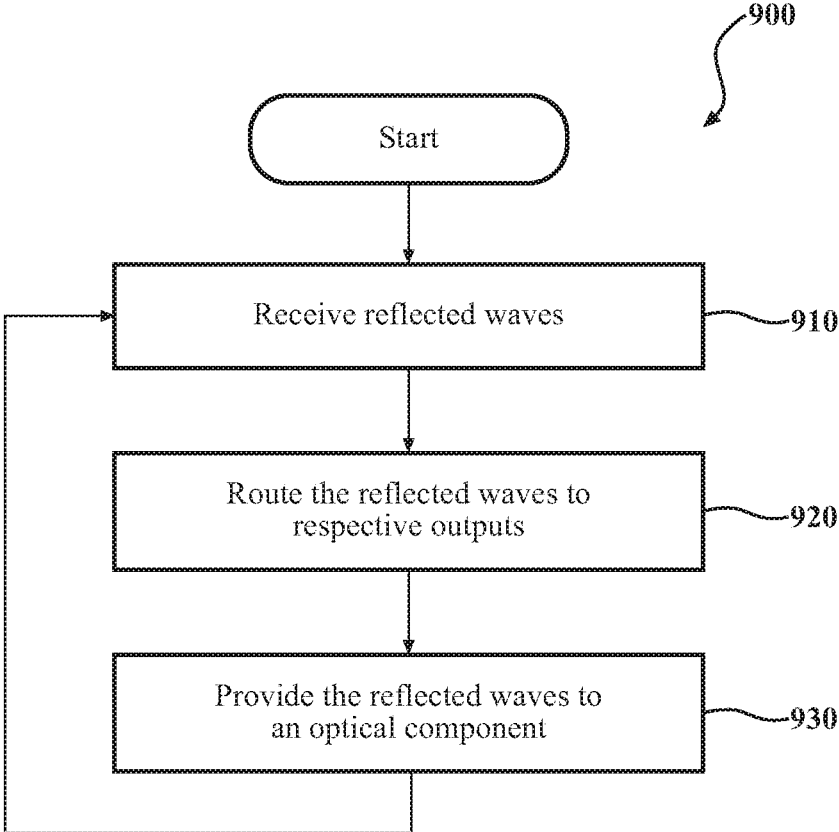 900
Start
Receive reflected waves
910
Route the reflected waves to
respective outputs
920
Provide the reflected waves to
an optical component
930